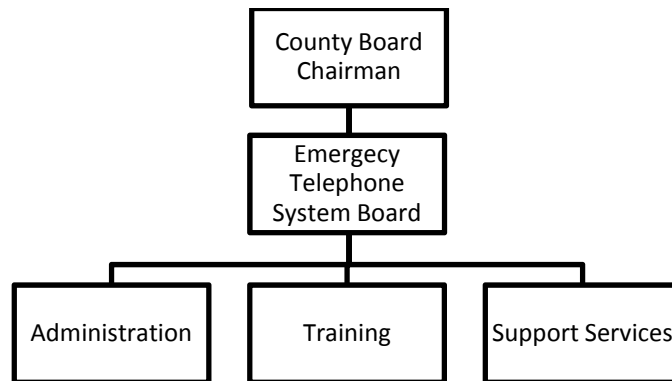 County Board
Chairman
Emergecy
Telephone
System Board
Administration
Training
Support Services